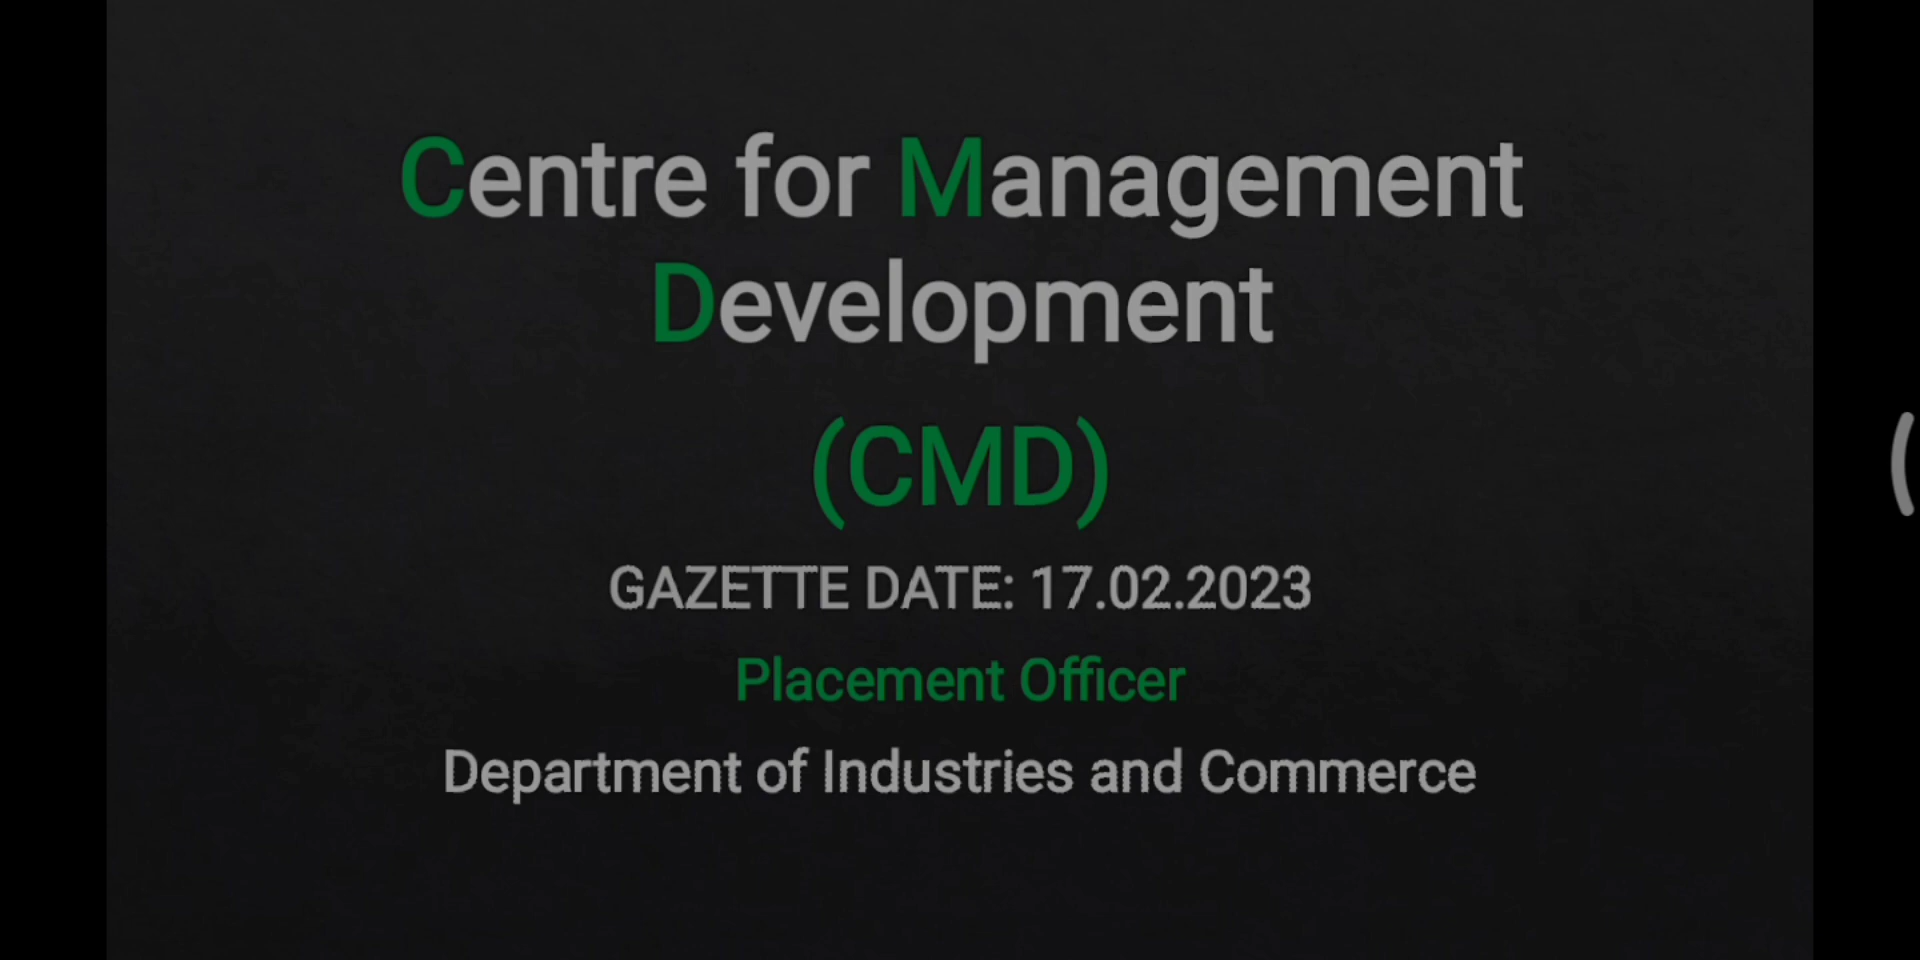 Centre for Management
Development
(CMD)
GAZETTE DATE: 17.02.2023
Placement Officer
Department of Industries and Commerce